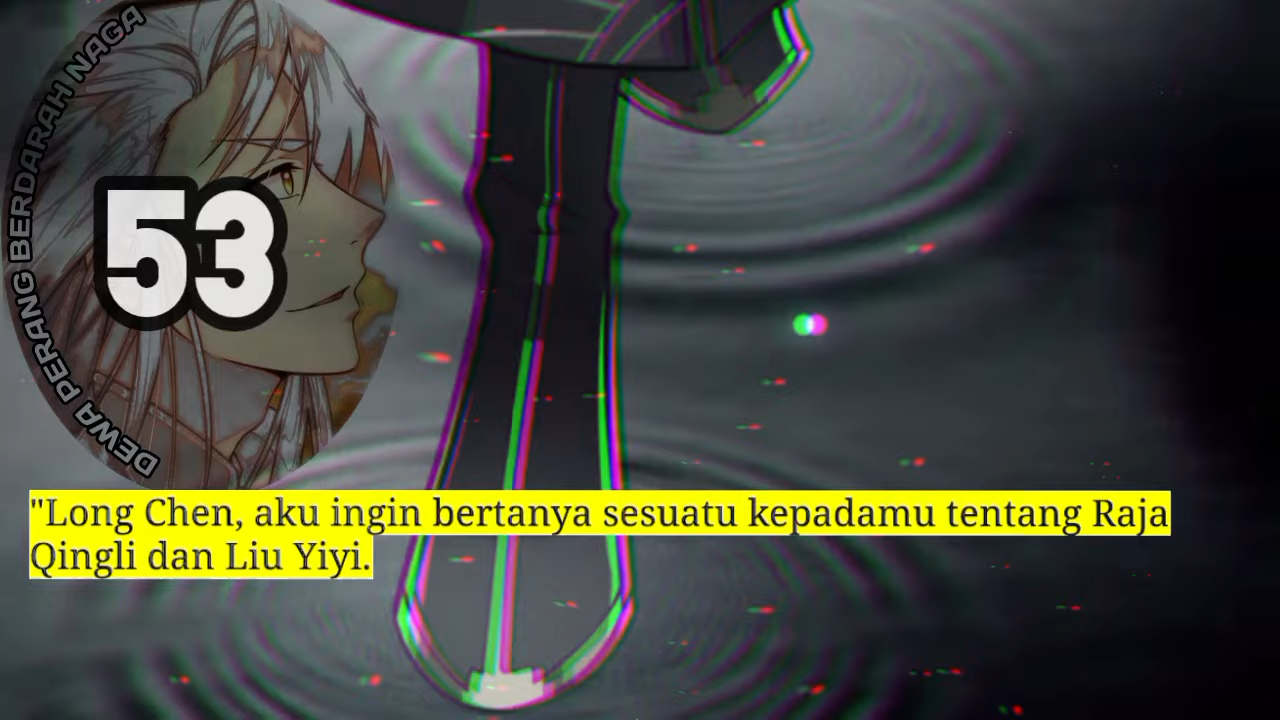 DEWA PERANG BERDARAH NAGA
53
"Long Chen, aku ingin bertanya sesuatu kepadamu tentang Raja
Qingli dan Liu Yiyi.